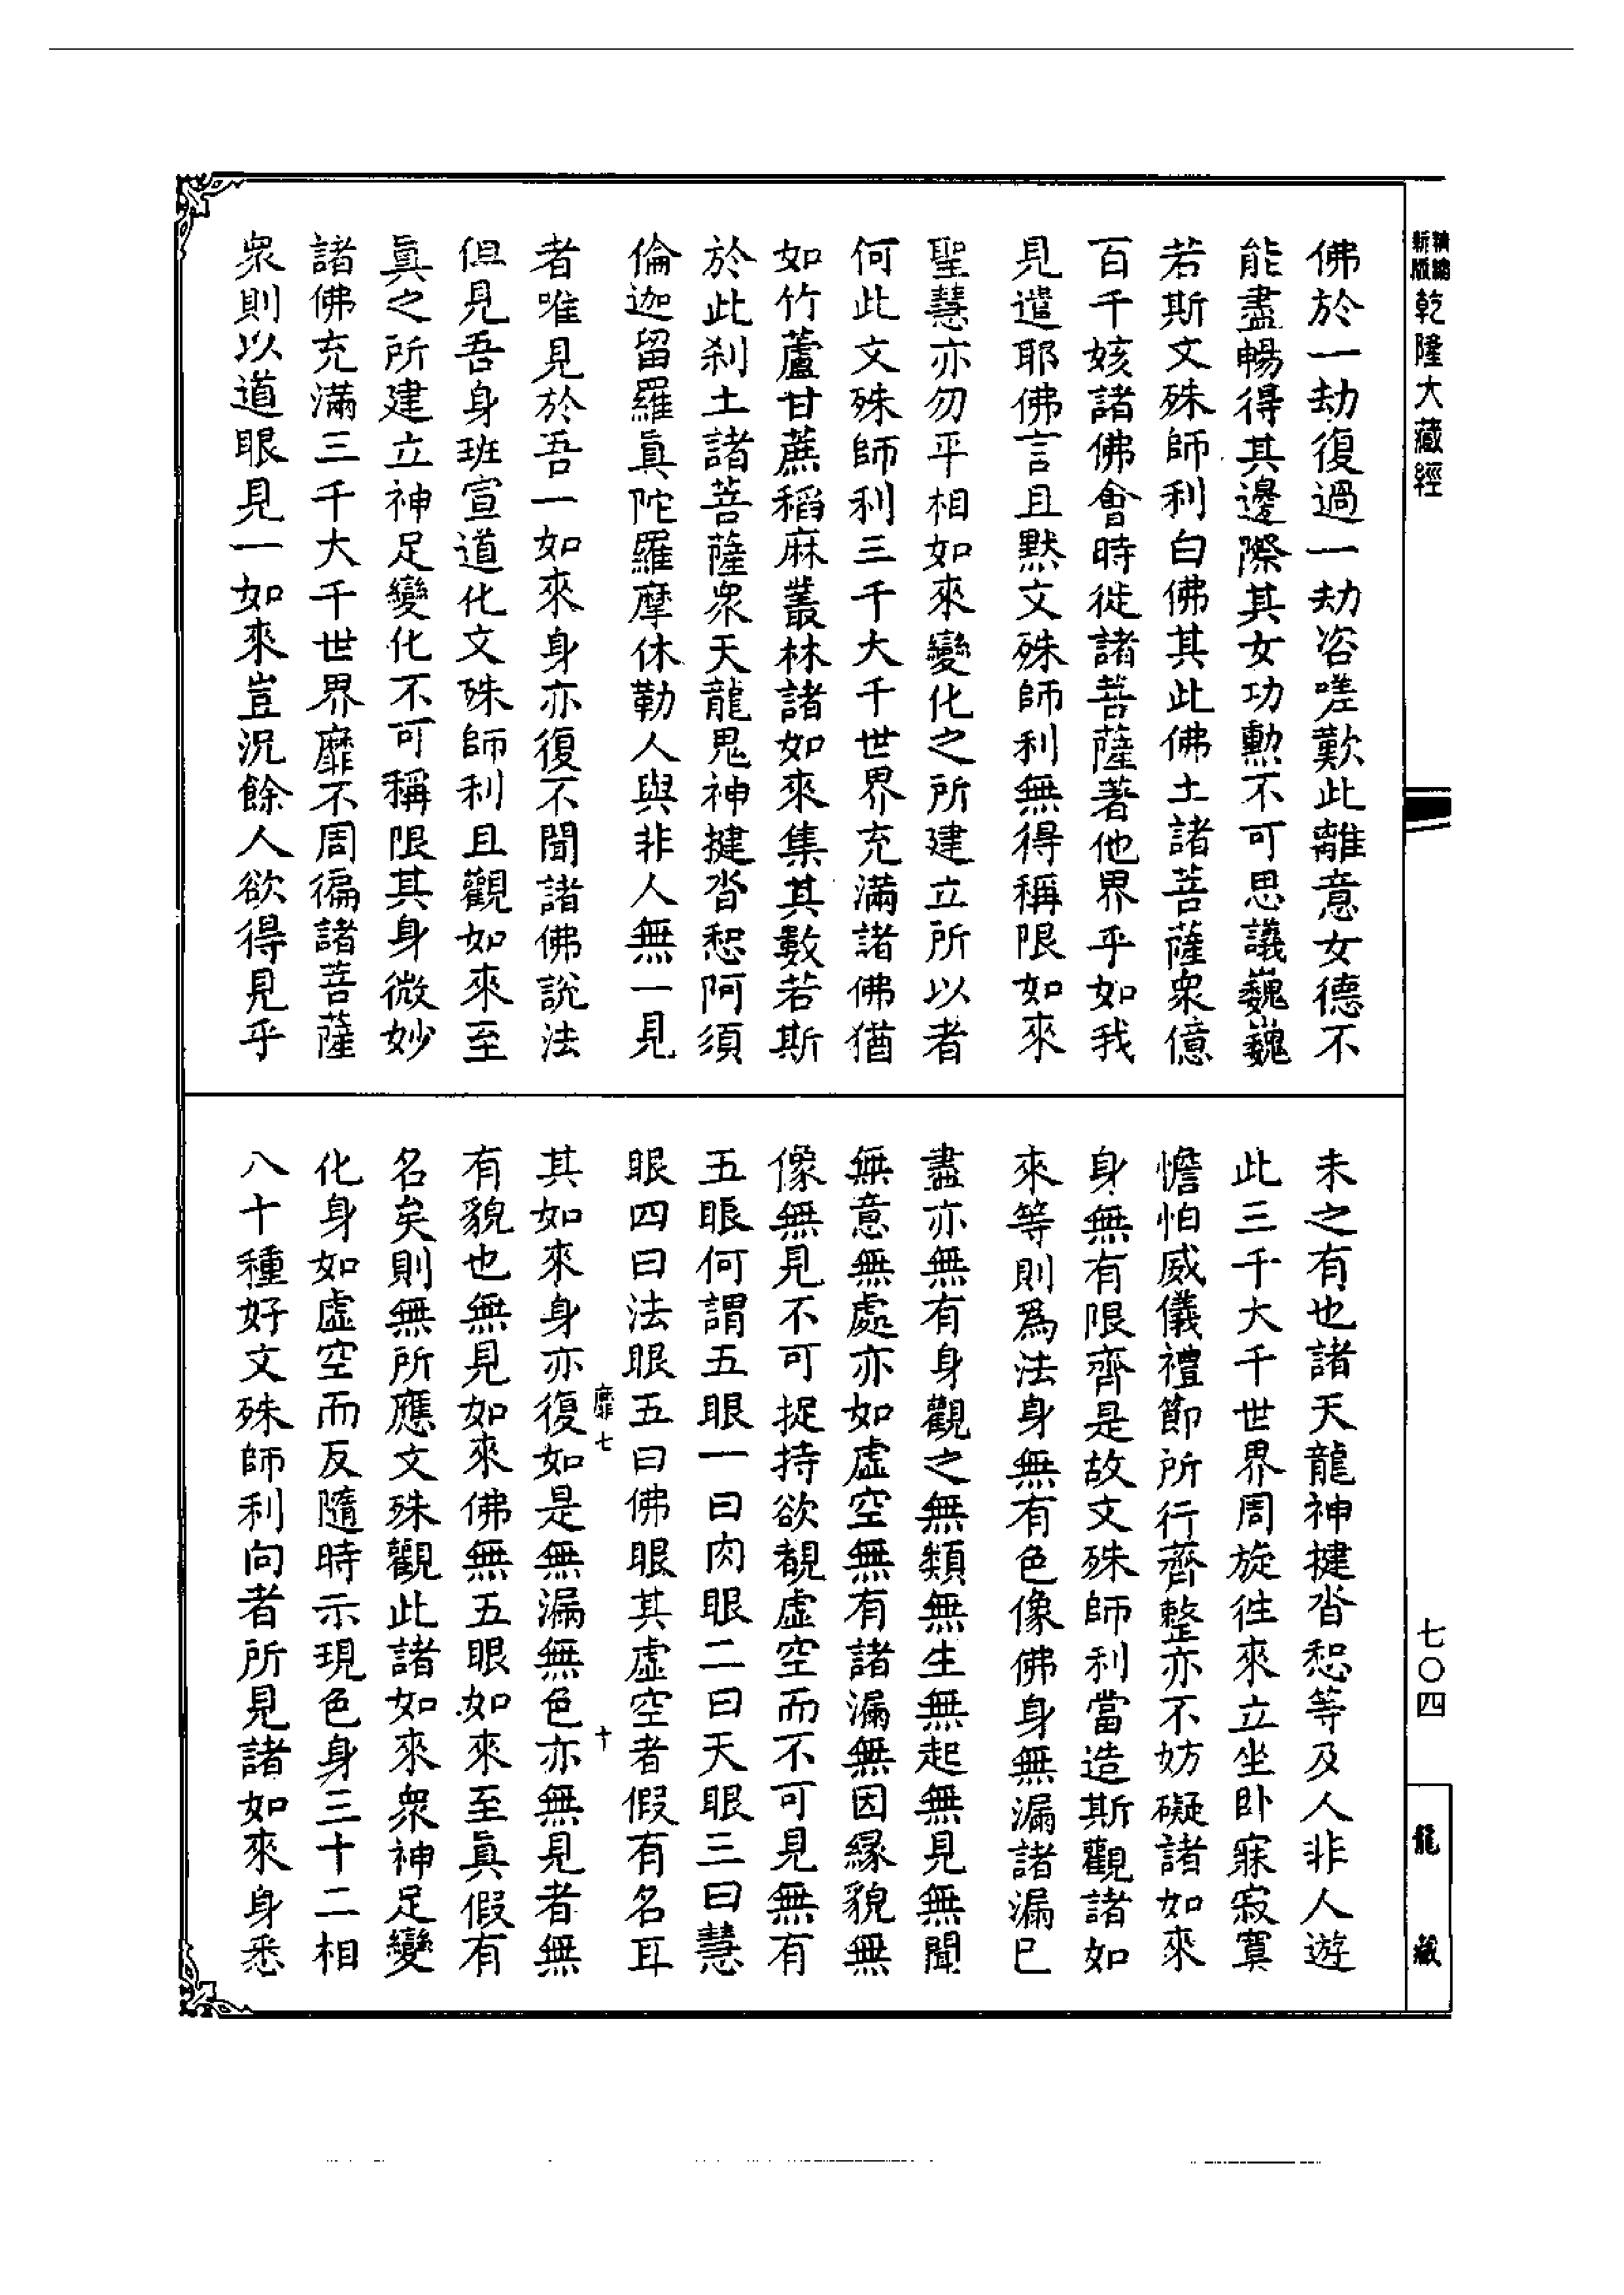 精縮
新版
乾隆大藏經
佛於一劫復過一劫咨嗟歎此離意女德不
能盡暢得其邊際其女功勳不可思議巍巍
若斯文殊師利白佛其此佛土諸菩薩衆億
百千姟諸佛會時徙諸菩薩著他界乎如我
見遣耶佛言且默文殊師利無得稱限如來
聖慧亦勿平相如來變化之所建立所以者
何此文殊師利三千大千世界充滿諸佛猶
如竹蘆甘蔗稻麻叢林諸如來集其數若斯
於此刹土諸菩薩衆天龍鬼神揵沓惒阿須
倫迦留羅真陀羅摩休勒人與非人無一見
者唯見於吾一如來身亦復不聞諸佛說法
但見吾身班宣道化文殊師利且觀如來至
真之所建立神足變化不可稱限其身微妙
諸佛充滿三千大千世界靡不周徧諸菩薩
衆則以道眼見一如來豈況餘人欲得見乎
未之有也諸天龍神揵沓惒等及人非人遊
此三千大千世界周旋徃來立坐卧寐寂寞
憺怕威儀禮節所行薺整亦不妨礙諸如來
身無有限齊是故文殊師利當造斯觀諸如
來等則爲法身無有色像佛身無漏諸漏已
盡亦無有身觀之無類無生無起無見無聞
無意無處亦如虛空無有諸漏無因緣貌無
像無見不可捉持欲覩虛空而不可見無有
五眼何謂五眼一曰肉眼二曰天眼三曰慧
眼四曰法眼五曰佛眼其虛空者假有名耳
靡七
十
其如來身亦復如是無漏無色亦無見者無
有貌也無見如來佛無五眼如來至眞假有
名矣則無所應文殊觀此諸如來衆神足變
化身如虛空而反隨時示現色身三十二相
八十種好文殊師利向者所見諸如來身悉
七〇四
龍藏